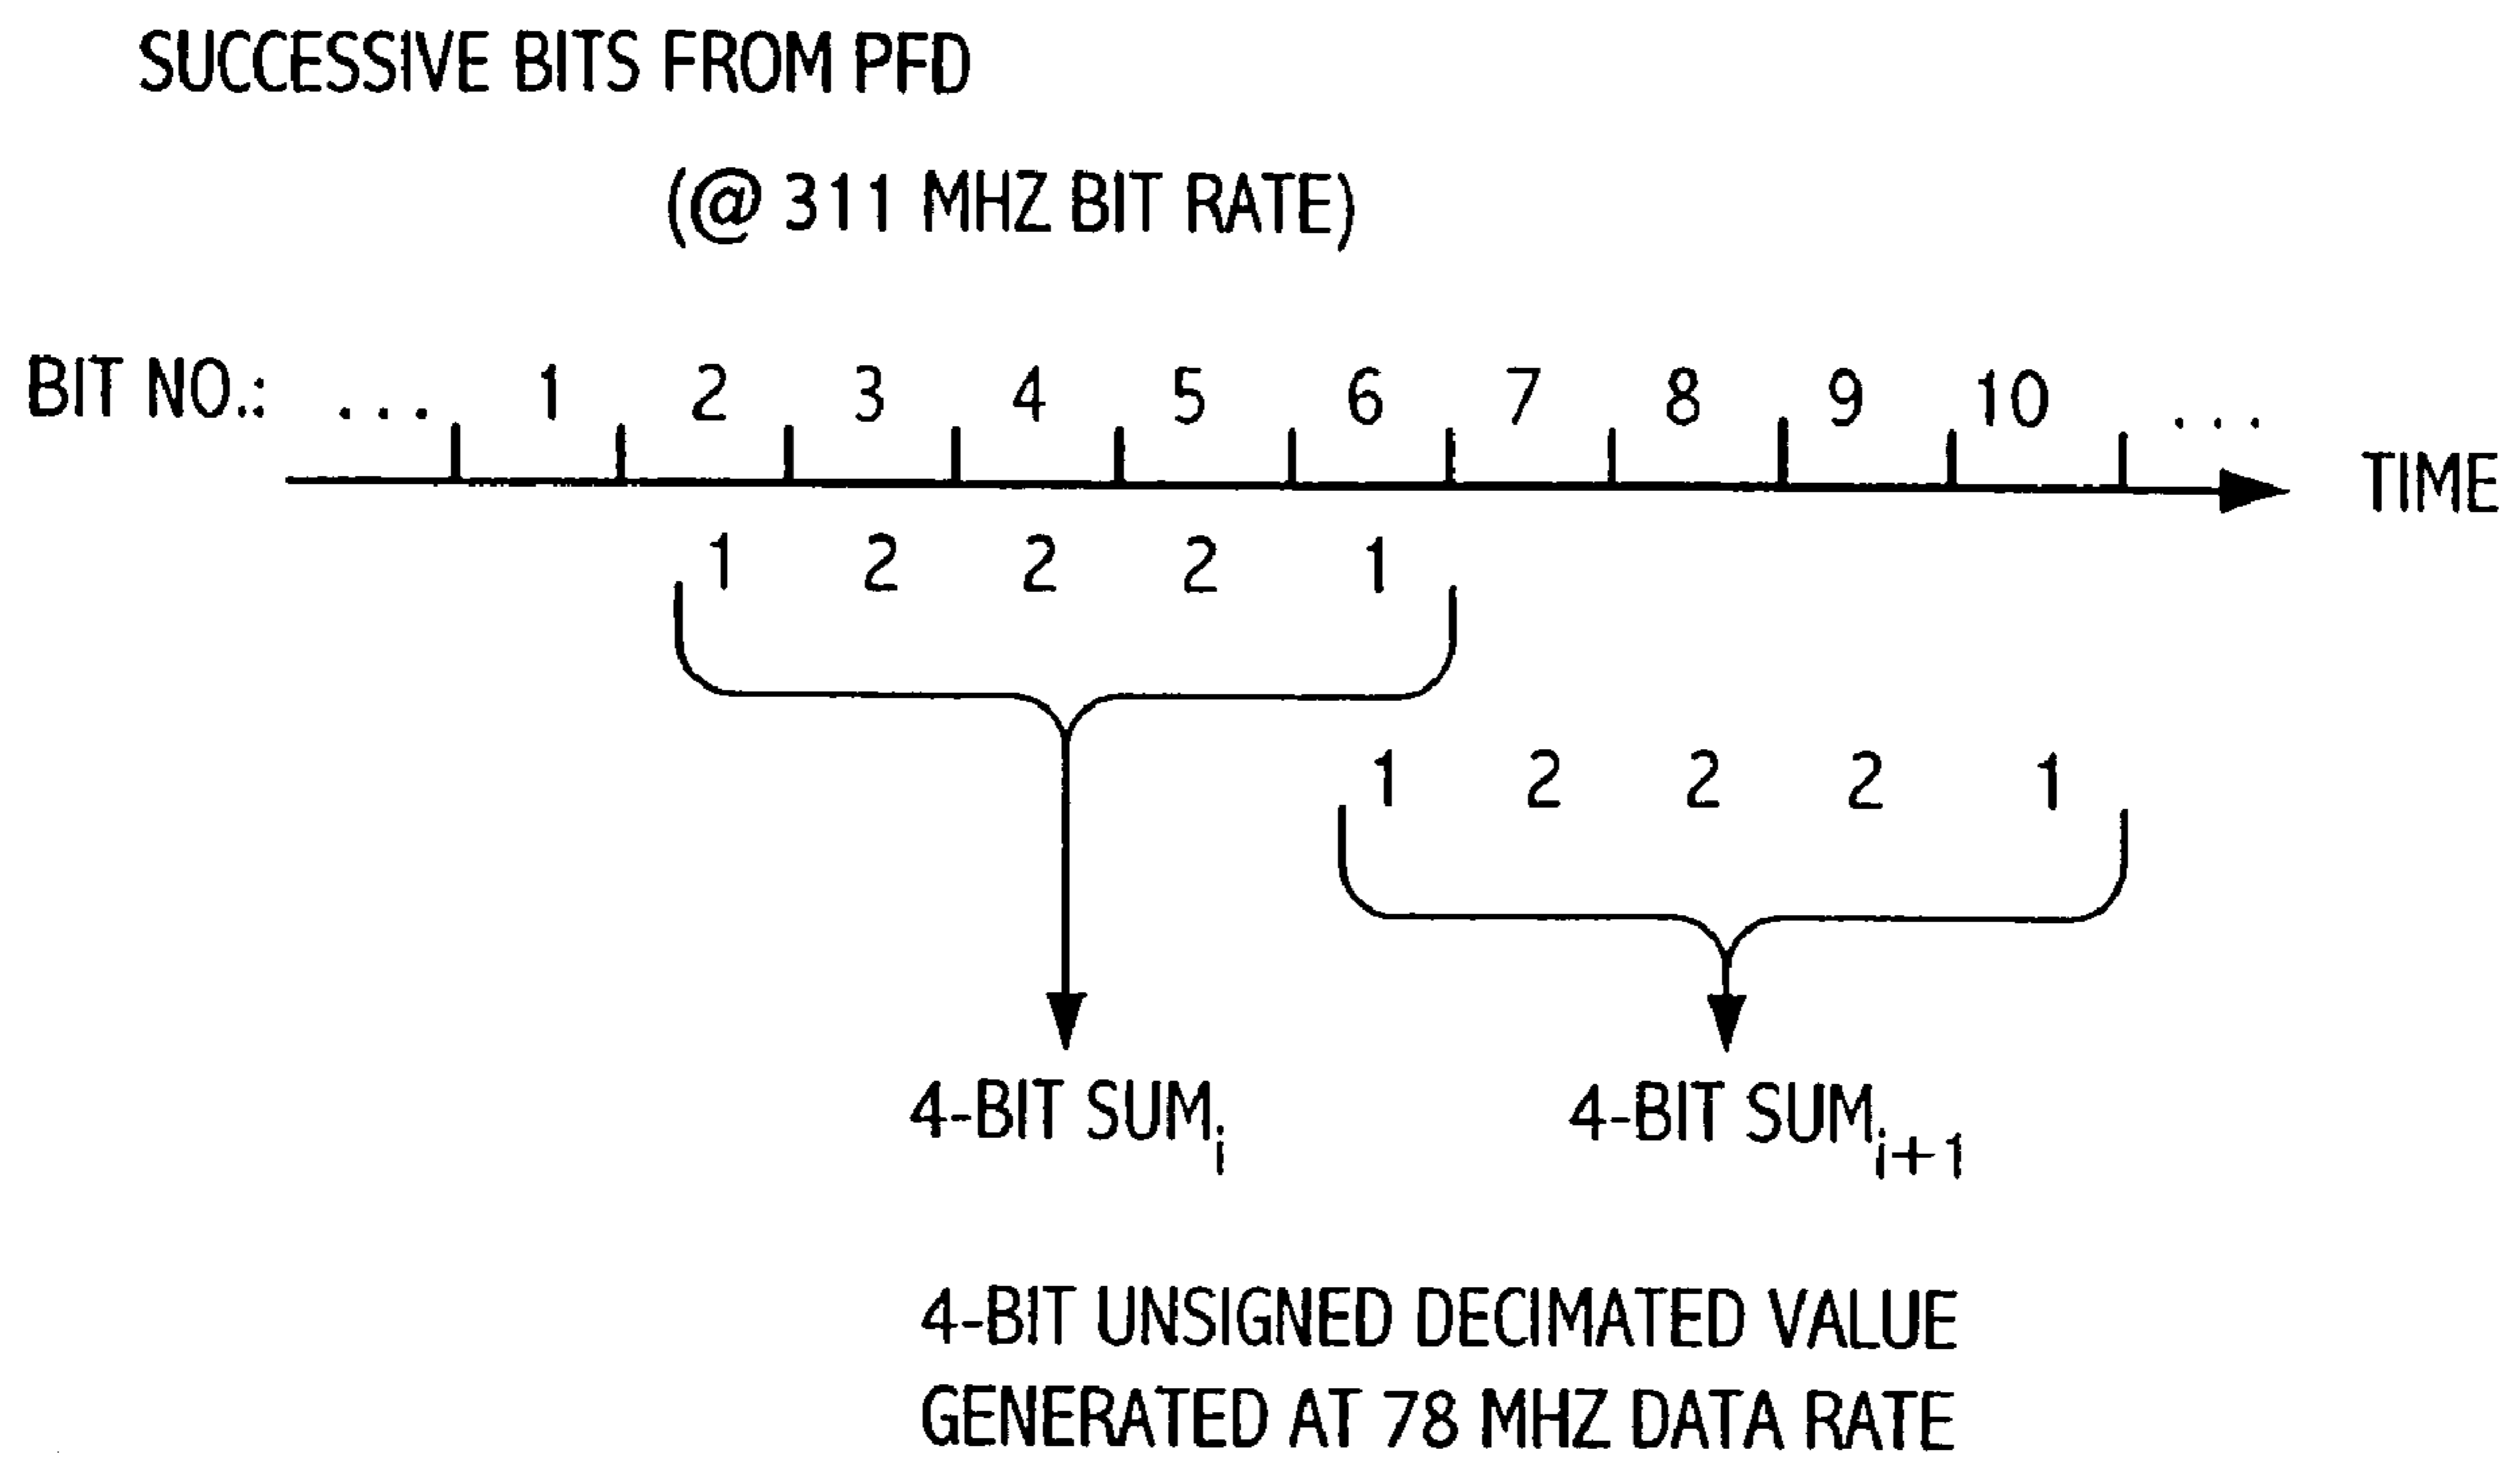 SUCCESSIVE BITS FROM PFD
(@ 311 MHZ BIT RATE)
BIT NO.: ... 1 2 3 4 5 6 7 8 9 10 ...
TIME
1 2 2 2 1
1 2 2 2 1
4-BIT SUMi 4-BIT SUMi+1
4-BIT UNSIGNED DECIMATED VALUE
GENERATED AT 78 MHZ DATA RATE